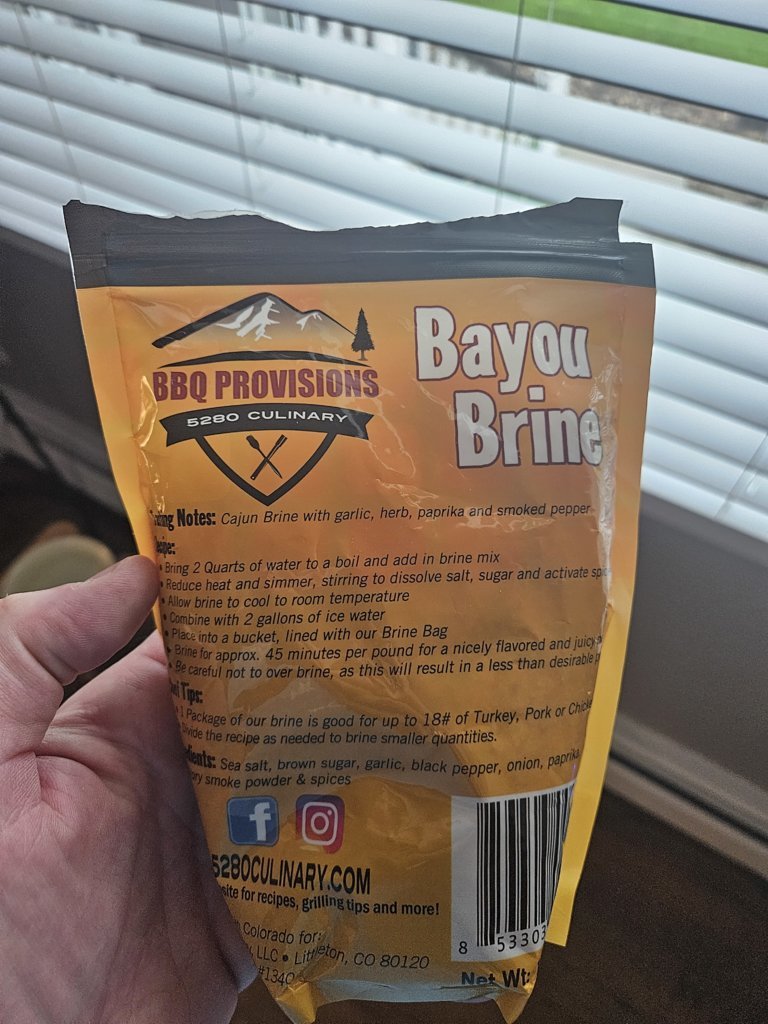 BBQ PROVISIONS
5280 CULINARY
Bayou
Brine
Notes: Cajun Brine with garlic, herb, paprika and smoked pepper
• Bring 2 Quarts of water to a boil and add in brine mix
• Reduce heat and simmer, stirring to dissolve salt, sugar and activate
• Allow brine to cool to room temperature
• Combine with 2 gallons of ice water
• Place into a bucket, lined with our Brine Bag
• Brine for approx. 45 minutes per pound for a nicely flavored and juicy
• Be careful not to over brine, as this will result in a less than desirable
Tips:
1 Package of our brine is good for up to 18# of Turkey, Pork or
the recipe as needed to brine smaller quantities.
Sea salt, brown sugar, garlic, black pepper, onion, paprika
smoke powder & spices
f
5280CULINARY.COM
for recipes, grilling tips and more!
Colorado for:
LLC • Littleton, CO 80120
#1340
8 53303
Net Wt: